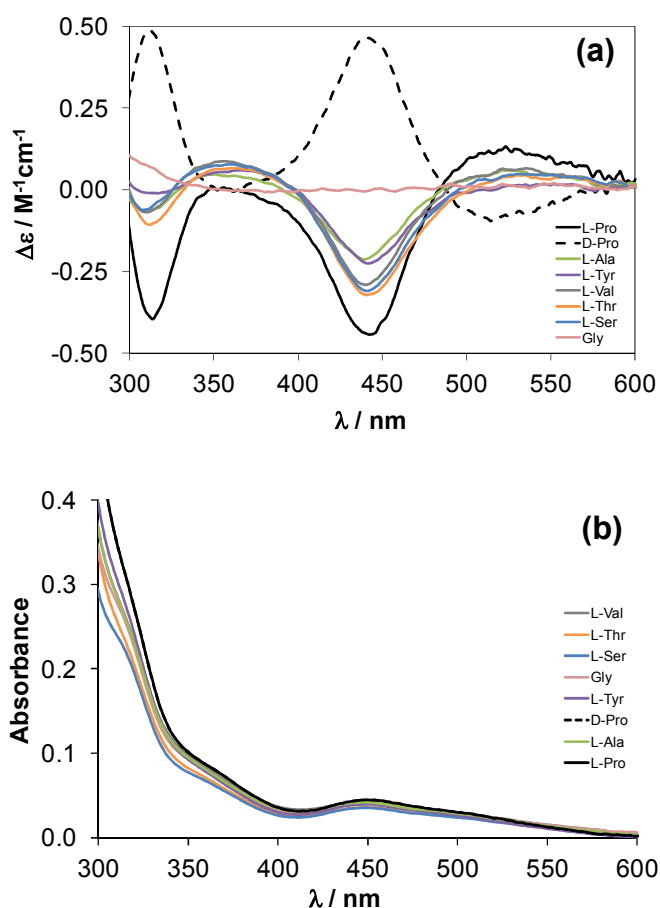 (a)
Δε / M⁻¹cm⁻¹
0.50
0.25
0.00
-0.25
-0.50
L-Pro
D-Pro
L-Ala
L-Tyr
L-Val
L-Thr
L-Ser
Gly
300 350 400 450 500 550 600
λ / nm
(b)
Absorbance
0.4
0.3
0.2
0.1
0.0
L-Val
L-Thr
L-Ser
Gly
L-Tyr
D-Pro
L-Ala
L-Pro
300 350 400 450 500 550 600
λ / nm